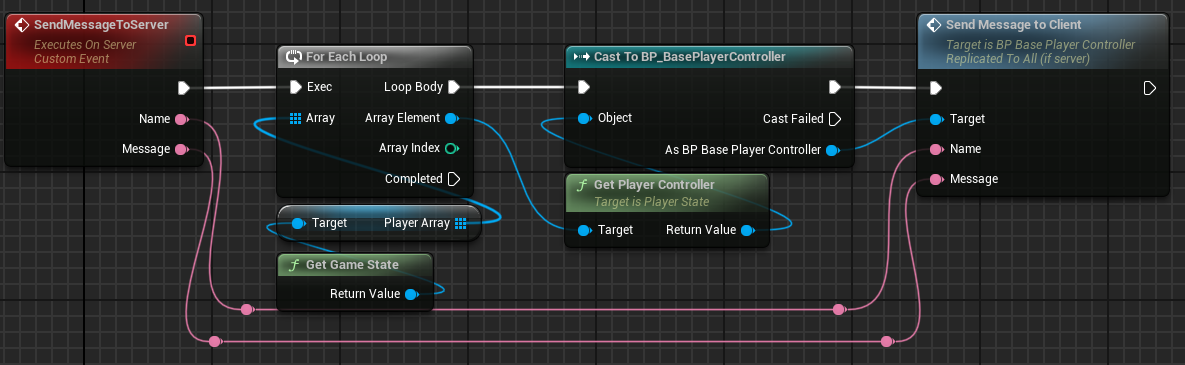 SendMessageToServer
Executes On Server
Custom Event
Name
Message
For Each Loop
Exec
Loop Body
Array
Array Element
Array Index
Completed
Target
Player Array
Get Game State
Return Value
Cast To BP_BasePlayerController
Object
Cast Failed
As BP Base Player Controller
Get Player Controller
Target is Player State
Target
Return Value
Send Message to Client
Target is BP Base Player Controller
Replicated To All (if server)
Target
Name
Message